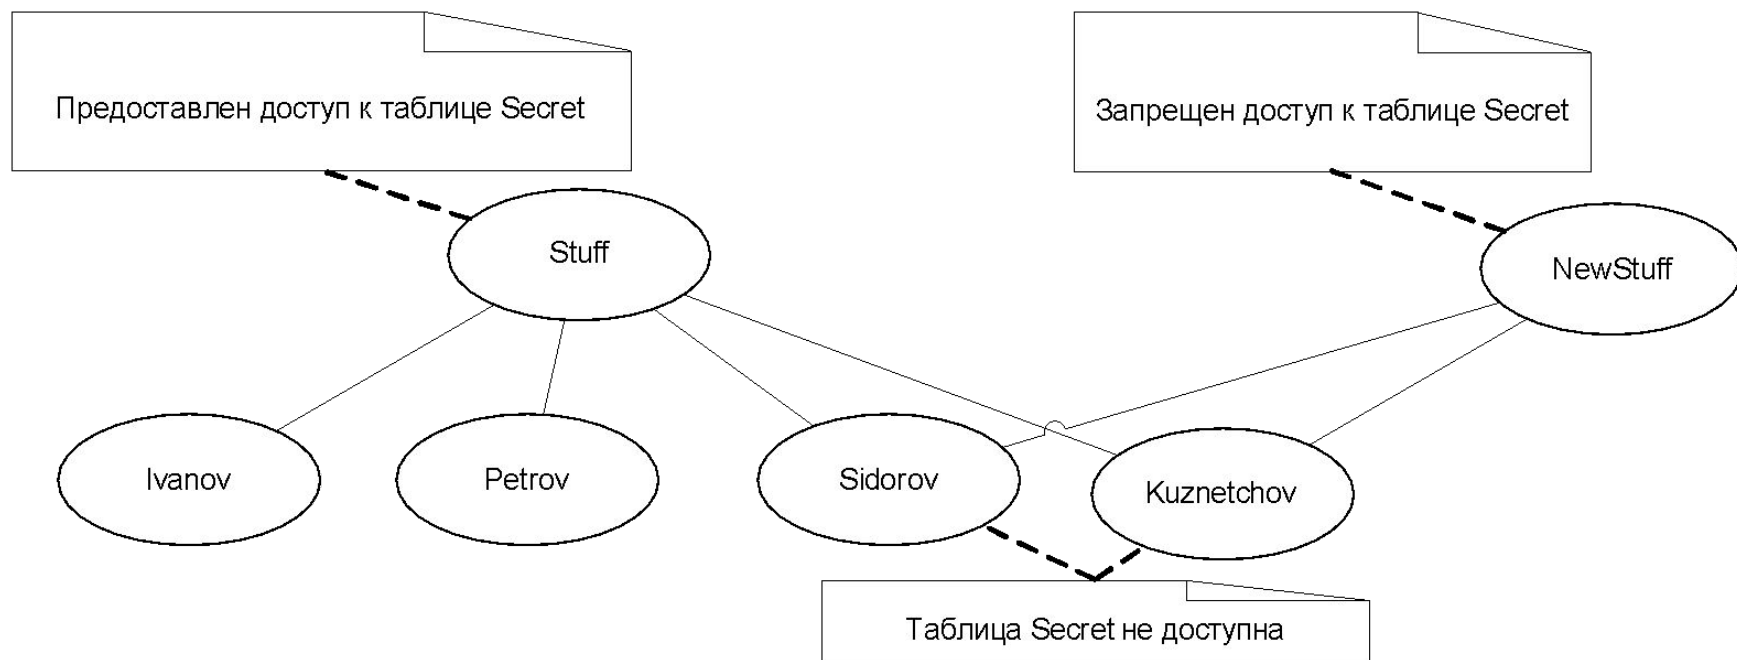 Предоставлен доступ к таблице Secret
Запрещен доступ к таблице Secret
Stuff
NewStuff
Ivanov
Petrov
Sidorov
Kuznetchov
Таблица Secret не доступна